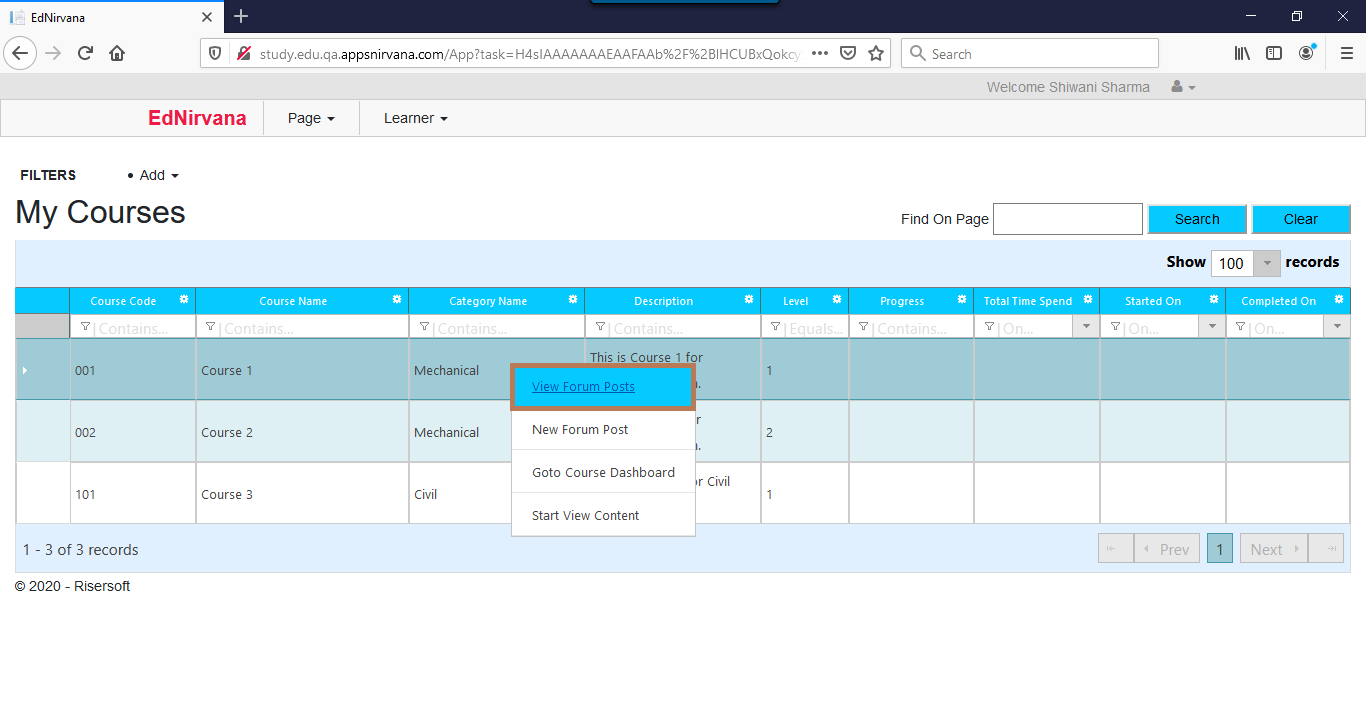 EdNirvana
study.edu.qa.appsnirvana.com/App?task=H4sIAAAAAAAEAAFAAb%2F%2BIHCUBxQokcy
Search
Welcome Shiwani Sharma
EdNirvana Page Learner
FILTERS • Add
My Courses
Find On Page Search Clear
Show 100 records
Course Code Course Name Category Name Description Level Progress Total Time Spend Started On Completed On
Contains... Contains... Contains... Contains... Equals... Contains... On... On... On...
This is Course 1 for
001 Course 1 Mechanical 1
View Forum Posts
002 Course 2 Mechanical 2
New Forum Post
Goto Course Dashboard
or Civil
101 Course 3 Civil 1
Start View Content
1 - 3 of 3 records Prev 1 Next
© 2020 - Risersoft